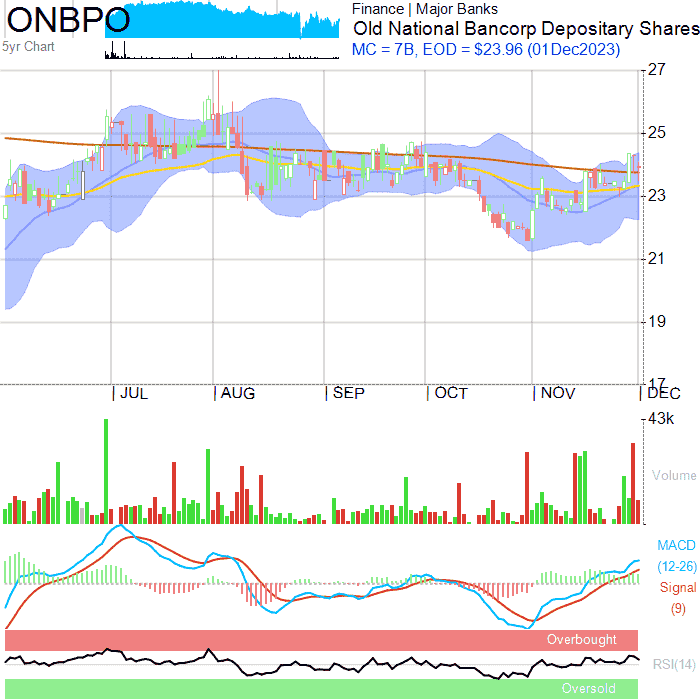 ONBPO
Finance | Major Banks
Old National Bancorp Depositary Shares
5yr Chart
MC = 7B, EOD = $23.96 (01Dec2023)
27
25
23
21
19
17
| JUL | AUG | SEP | OCT | NOV | DEC
43k
Volume
MACD
(12-26)
Signal
(9)
Overbought
RSI(14)
Oversold